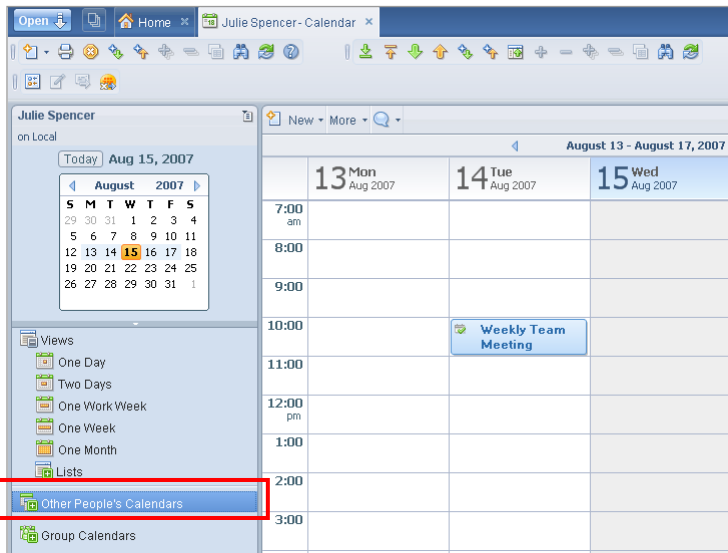 Open Home × Julie Spencer - Calendar ×
Julie Spencer
on Local
Today Aug 15, 2007
August 2007
S M T W T F S
29 30 31 1 2 3 4
5 6 7 8 9 10 11
12 13 14 15 16 17 18
19 20 21 22 23 24 25
26 27 28 29 30 31 1
Views
One Day
Two Days
One Work Week
One Week
One Month
Lists
Other People's Calendars
Group Calendars
New More
August 13 - August 17, 2007
13 Mon Aug 2007
14 Tue Aug 2007
15 Wed Aug 2007
7:00
am
8:00
9:00
10:00
Weekly Team
Meeting
11:00
12:00
pm
1:00
2:00
3:00